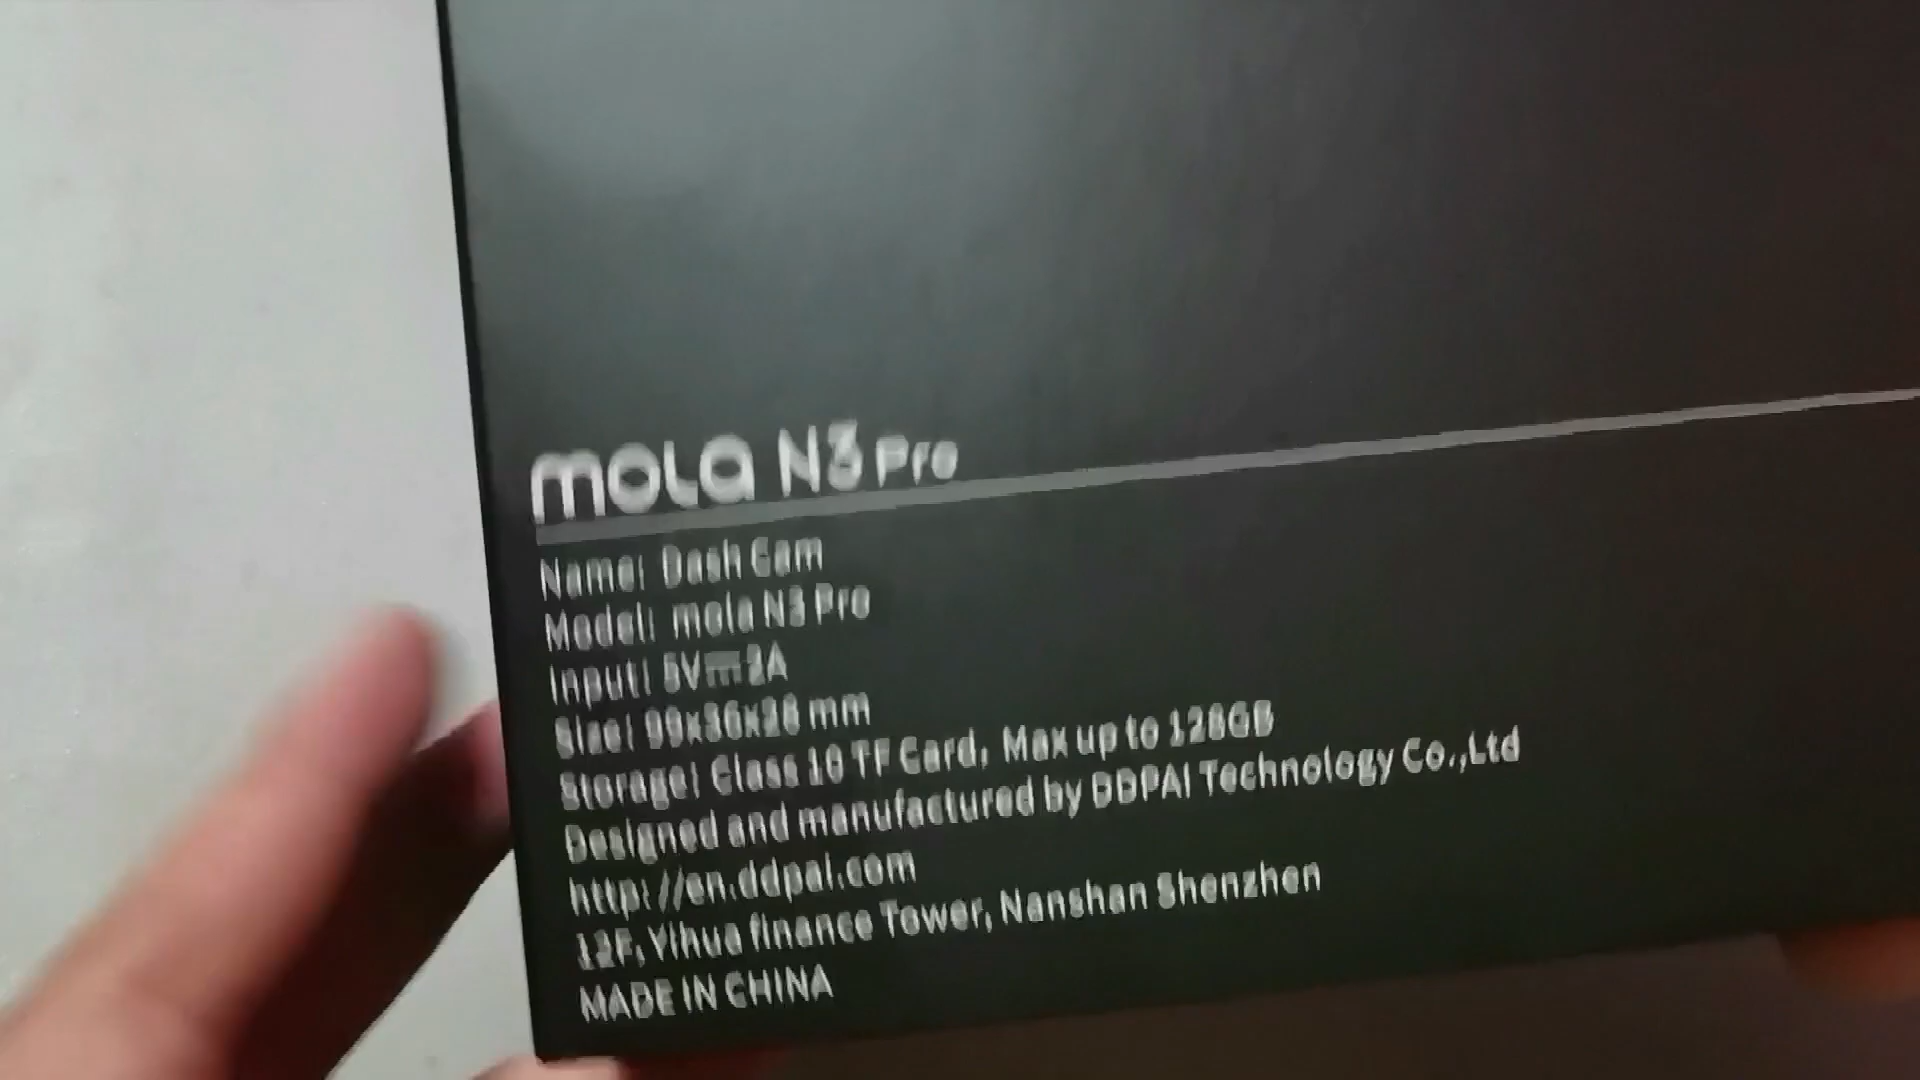 mola N3 Pro
Name: Dash Cam
Model: mola N3 Pro
Input: 5V⎓2A
Size: mm
Storage: Class 10 TF Card, Max up to 128GB
Designed and manufactured by DDPAI Technology Co.,Ltd
http://en.ddpai.com
12F, Yihua finance Tower, Nanshan Shenzhen
MADE IN CHINA